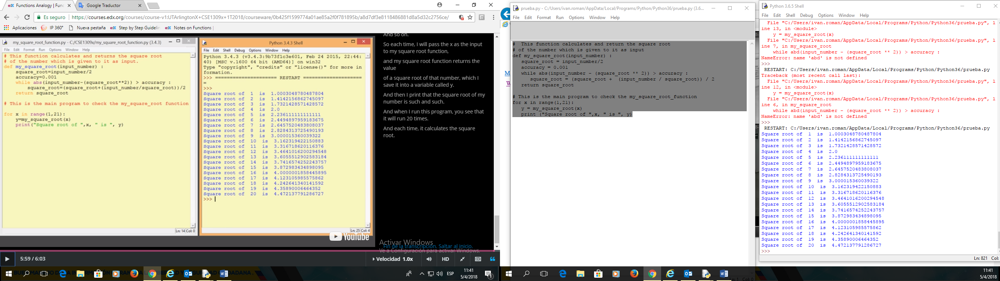 Functions Analogy | Func
Google Traductor
Es seguro
https://courses.edx.org/courses/course-v1:UTArlingtonX+CSE1309x+1T2018/courseware/0b425f1599774a01ae85a2f0f781895b/a8d7df3e8118486881d8a5d32c2756ce/
Aplicaciones IP 360° Nueva pestaña edX Step by Step Guidelin edX Notes on Functions |
my_square_root_function.py - C:/CSE1309x/my_square_root_function.py (3.4.3)
File Edit Format Run Options Window Help
# This function calculates and returns the square root
# of the number which is given to it as input.
def my_square_root(input_number) :
    square_root=input_number/2
    accuracy=0.001
    while abs(input_number-(square_root**2)) > accuracy :
        square_root=(square_root+(input_number/square_root))/2
    return square_root
# This is the main program to check the my_square_root function
for x in range(1,21):
    y=my_square_root(x)
    print("Square root of ",x, " is ", y)
Ln: 14 Col: 0
Python 3.4.3 Shell
File Edit Shell Debug Options Window Help
Python 3.4.3 (v3.4.3:9b73f1c3e601, Feb 24 2015, 22:44:
40) [MSC v.1600 64 bit (AMD64)] on win32
Type "copyright", "credits" or "license()" for more in
formation.
>>> ====================== RESTART =====================
=
>>>
Square root of  1  is  1.0003048780487804
Square root of  2  is  1.4142156862745097
Square root of  3  is  1.7321428571428572
Square root of  4  is  2.0
Square root of  5  is  2.236111111111111
Square root of  6  is  2.4494897959183675
Square root of  7  is  2.6457520483808037
Square root of  8  is  2.8284313725490193
Square root of  9  is  3.000015360039322
Square root of  10  is  3.162319422150883
Square root of  11  is  3.316718620116376
Square root of  12  is  3.4641016200294548
Square root of  13  is  3.6055512902583184
Square root of  14  is  3.7416574252243757
Square root of  15  is  3.872983434898095
Square root of  16  is  4.0000001858445895
Square root of  17  is  4.123105985575862
Square root of  18  is  4.242641340141592
Square root of  19  is  4.35890006464352
Square root of  20  is  4.472137791286727
>>>
Ln: 25 Col: 4
YouTube
And so on.
So each time, I will pass the x as the input
to my square root function,
and my square root function returns the
value
of a square root of that number, which I
save it into a variable called y.
And then I print that the square root of my
number is such and such.
And when I run this program, you see that
it will run 20 times.
And each time, it calculates the square
root.
Activar Windows
Fin de la transcripción. Saltar al inicio.
Ve a Configuración para activar Windows.
5:59 / 6:03
Velocidad 1.0x
HD
ESP
11:41
5/4/2018
prueba.py - C:/Users/ivan.roman/AppData/Local/Programs/Python/Python36/prueba.py (3.6...
File Edit Format Run Options Window Help
#  This function calculates and return the square root
# of the number which is given to it as input
def my_square_root(input_number) :
   square_root = input_number/2
   accuracy = 0.001
   while abs(input_number - (square_root ** 2)) > accuracy :
      square_root = (square_root +  (input_number / square_root)) / 2
   return square_root
# This is the main program to check the my_square_root_function
for x in range(1,21):
   y = my_square_root(x)
   print ("Square root of ",x, " is ", y)
Python 3.6.5 Shell
File Edit Shell Debug Options Window Help
  File "C:/Users/ivan.roman/AppData/Local/Programs/Python/Python36/prueba.py", l
ine 13, in <module>
    y = my_square_root(x)
  File "C:/Users/ivan.roman/AppData/Local/Programs/Python/Python36/prueba.py", l
ine 7, in my_square_root
    while abd(input_number - (square_root ** 2)) > accuracy :
NameError: name 'abd' is not defined
>>>
 RESTART: C:/Users/ivan.roman/AppData/Local/Programs/Python/Python36/prueba.py
Traceback (most recent call last):
  File "C:/Users/ivan.roman/AppData/Local/Programs/Python/Python36/prueba.py", l
ine 12, in <module>
    y = my_square_root(x)
  File "C:/Users/ivan.roman/AppData/Local/Programs/Python/Python36/prueba.py", l
ine 6, in my_square_root
    while abd(input_number - (square_root ** 2)) > accuracy :
NameError: name 'abd' is not defined
>>>
 RESTART: C:/Users/ivan.roman/AppData/Local/Programs/Python/Python36/prueba.py
Square root of  1  is  1.0003048780487804
Square root of  2  is  1.4142156862745097
Square root of  3  is  1.7321428571428572
Square root of  4  is  2.0
Square root of  5  is  2.236111111111111
Square root of  6  is  2.4494897959183675
Square root of  7  is  2.6457520483808037
Square root of  8  is  2.8284313725490193
Square root of  9  is  3.000015360039322
Square root of  10  is  3.162319422150883
Square root of  11  is  3.316718620116376
Square root of  12  is  3.4641016200294548
Square root of  13  is  3.6055512902583184
Square root of  14  is  3.7416574252243757
Square root of  15  is  3.872983434898095
Square root of  16  is  4.0000001858445895
Square root of  17  is  4.123105985575862
Square root of  18  is  4.242641340141592
Square root of  19  is  4.35890006464352
Square root of  20  is  4.472137791286727
>>>
Ln: 821 Col:
11:41
5/4/2018